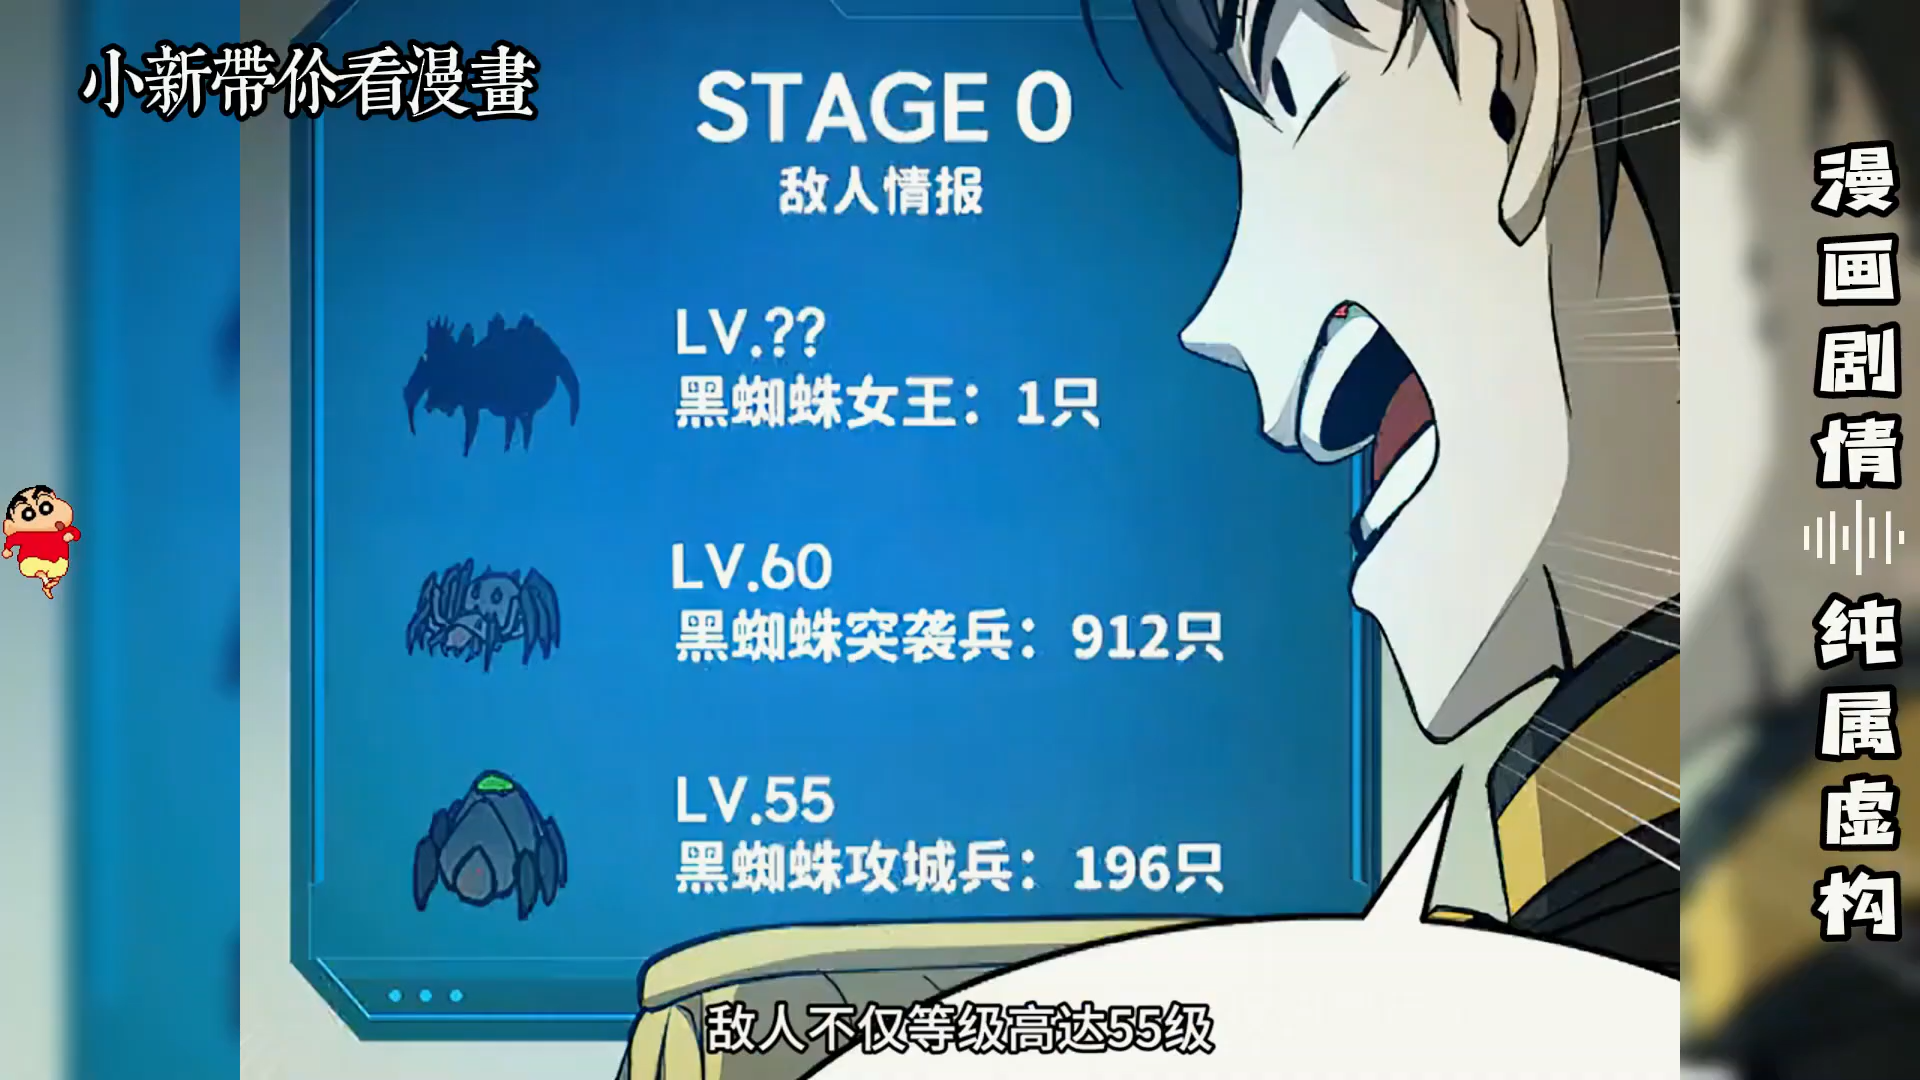 小新帶你看漫畫
STAGE 0
敌人情报
LV.??
黑蜘蛛女王：1只
LV.60
黑蜘蛛突袭兵：912只
LV.55
黑蜘蛛攻城兵：196只
敌人不仅等级高达55级
漫画剧情
纯属虚构